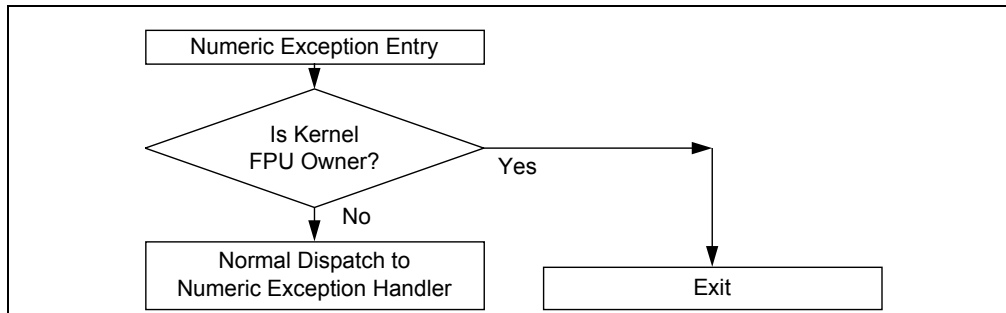 Numeric Exception Entry
Is Kernel
FPU Owner?
Yes
No
Normal Dispatch to
Numeric Exception Handler
Exit